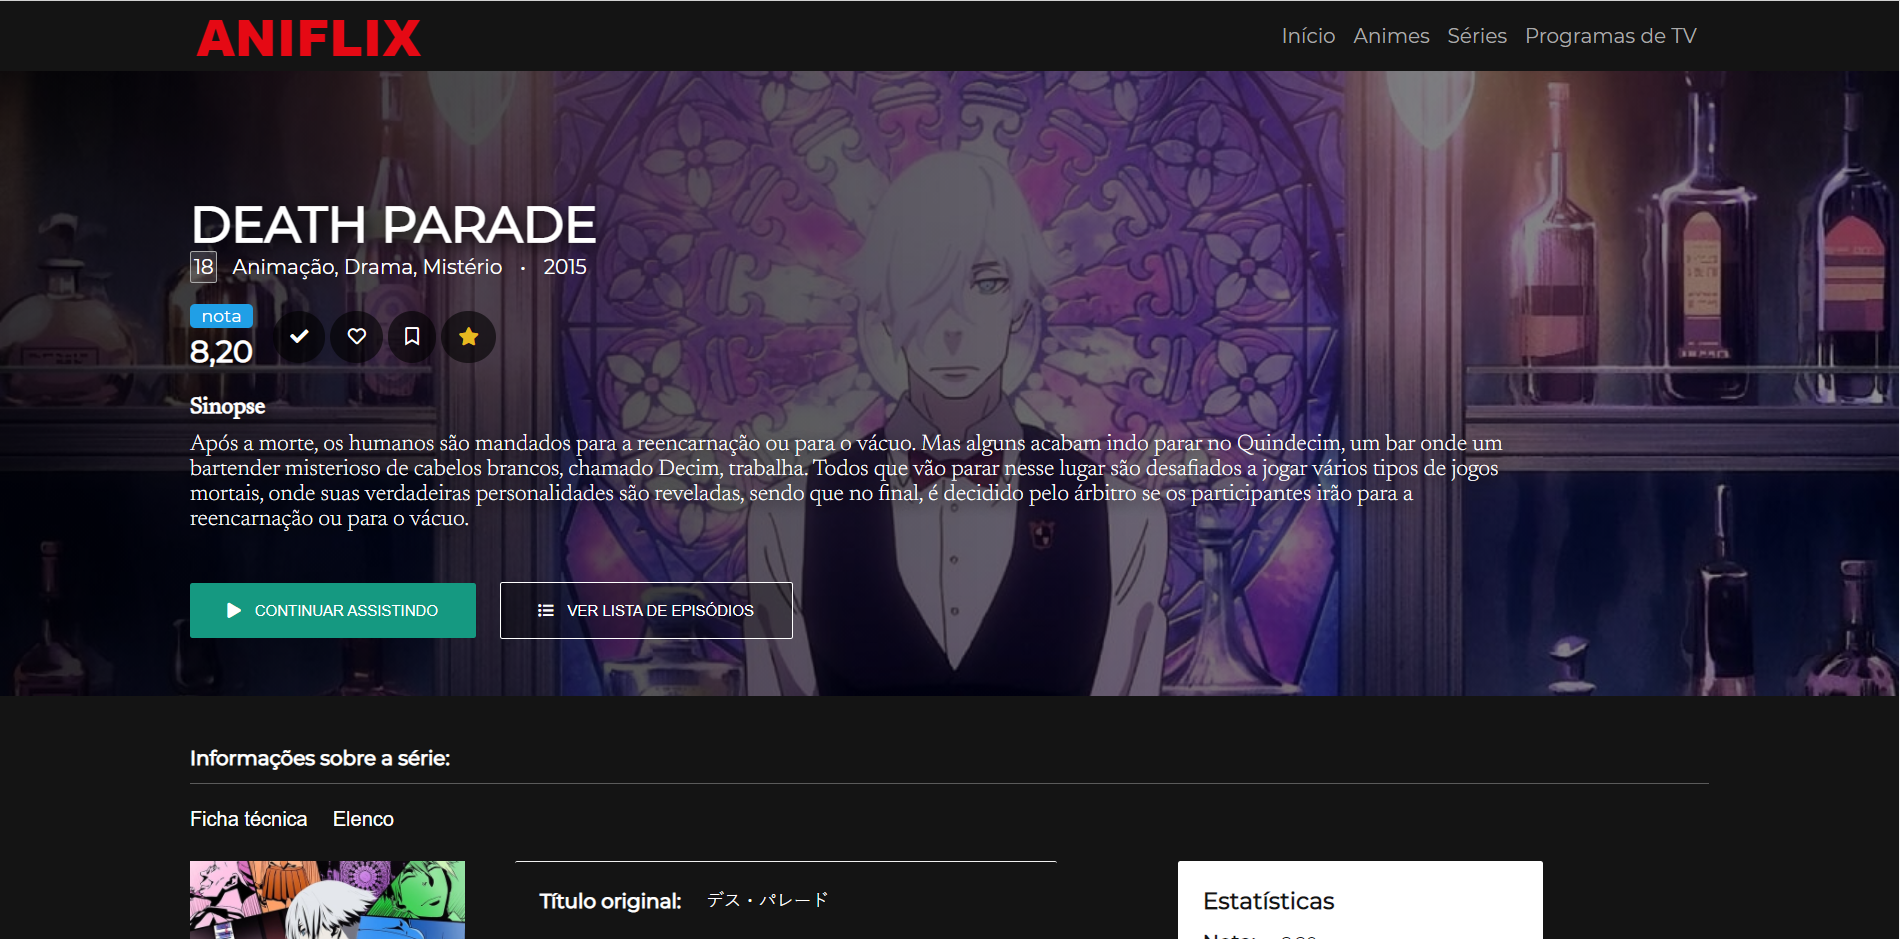 ANIFLIX
Início Animes Séries Programas de TV
DEATH PARADE
18 Animação, Drama, Mistério • 2015
nota
8,20
Sinopse
Após a morte, os humanos são mandados para a reencarnação ou para o vácuo. Mas alguns acabam indo parar no Quindecim, um bar onde um
bartender misterioso de cabelos brancos, chamado Decim, trabalha. Todos que vão parar nesse lugar são desafiados a jogar vários tipos de jogos
mortais, onde suas verdadeiras personalidades são reveladas, sendo que no final, é decidido pelo árbitro se os participantes irão para a
reencarnação ou para o vácuo.
CONTINUAR ASSISTINDO VER LISTA DE EPISÓDIOS
Informações sobre a série:
Ficha técnica Elenco
Título original: デス・パレード
Estatísticas